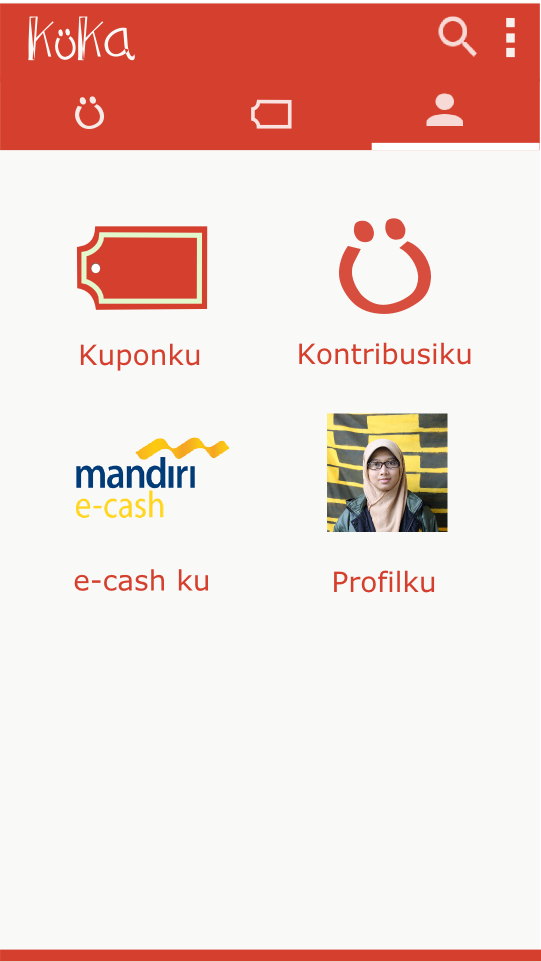 KüKa
Kuponku
Kontribusiku
mandiri
e-cash
e-cash ku
Profilku